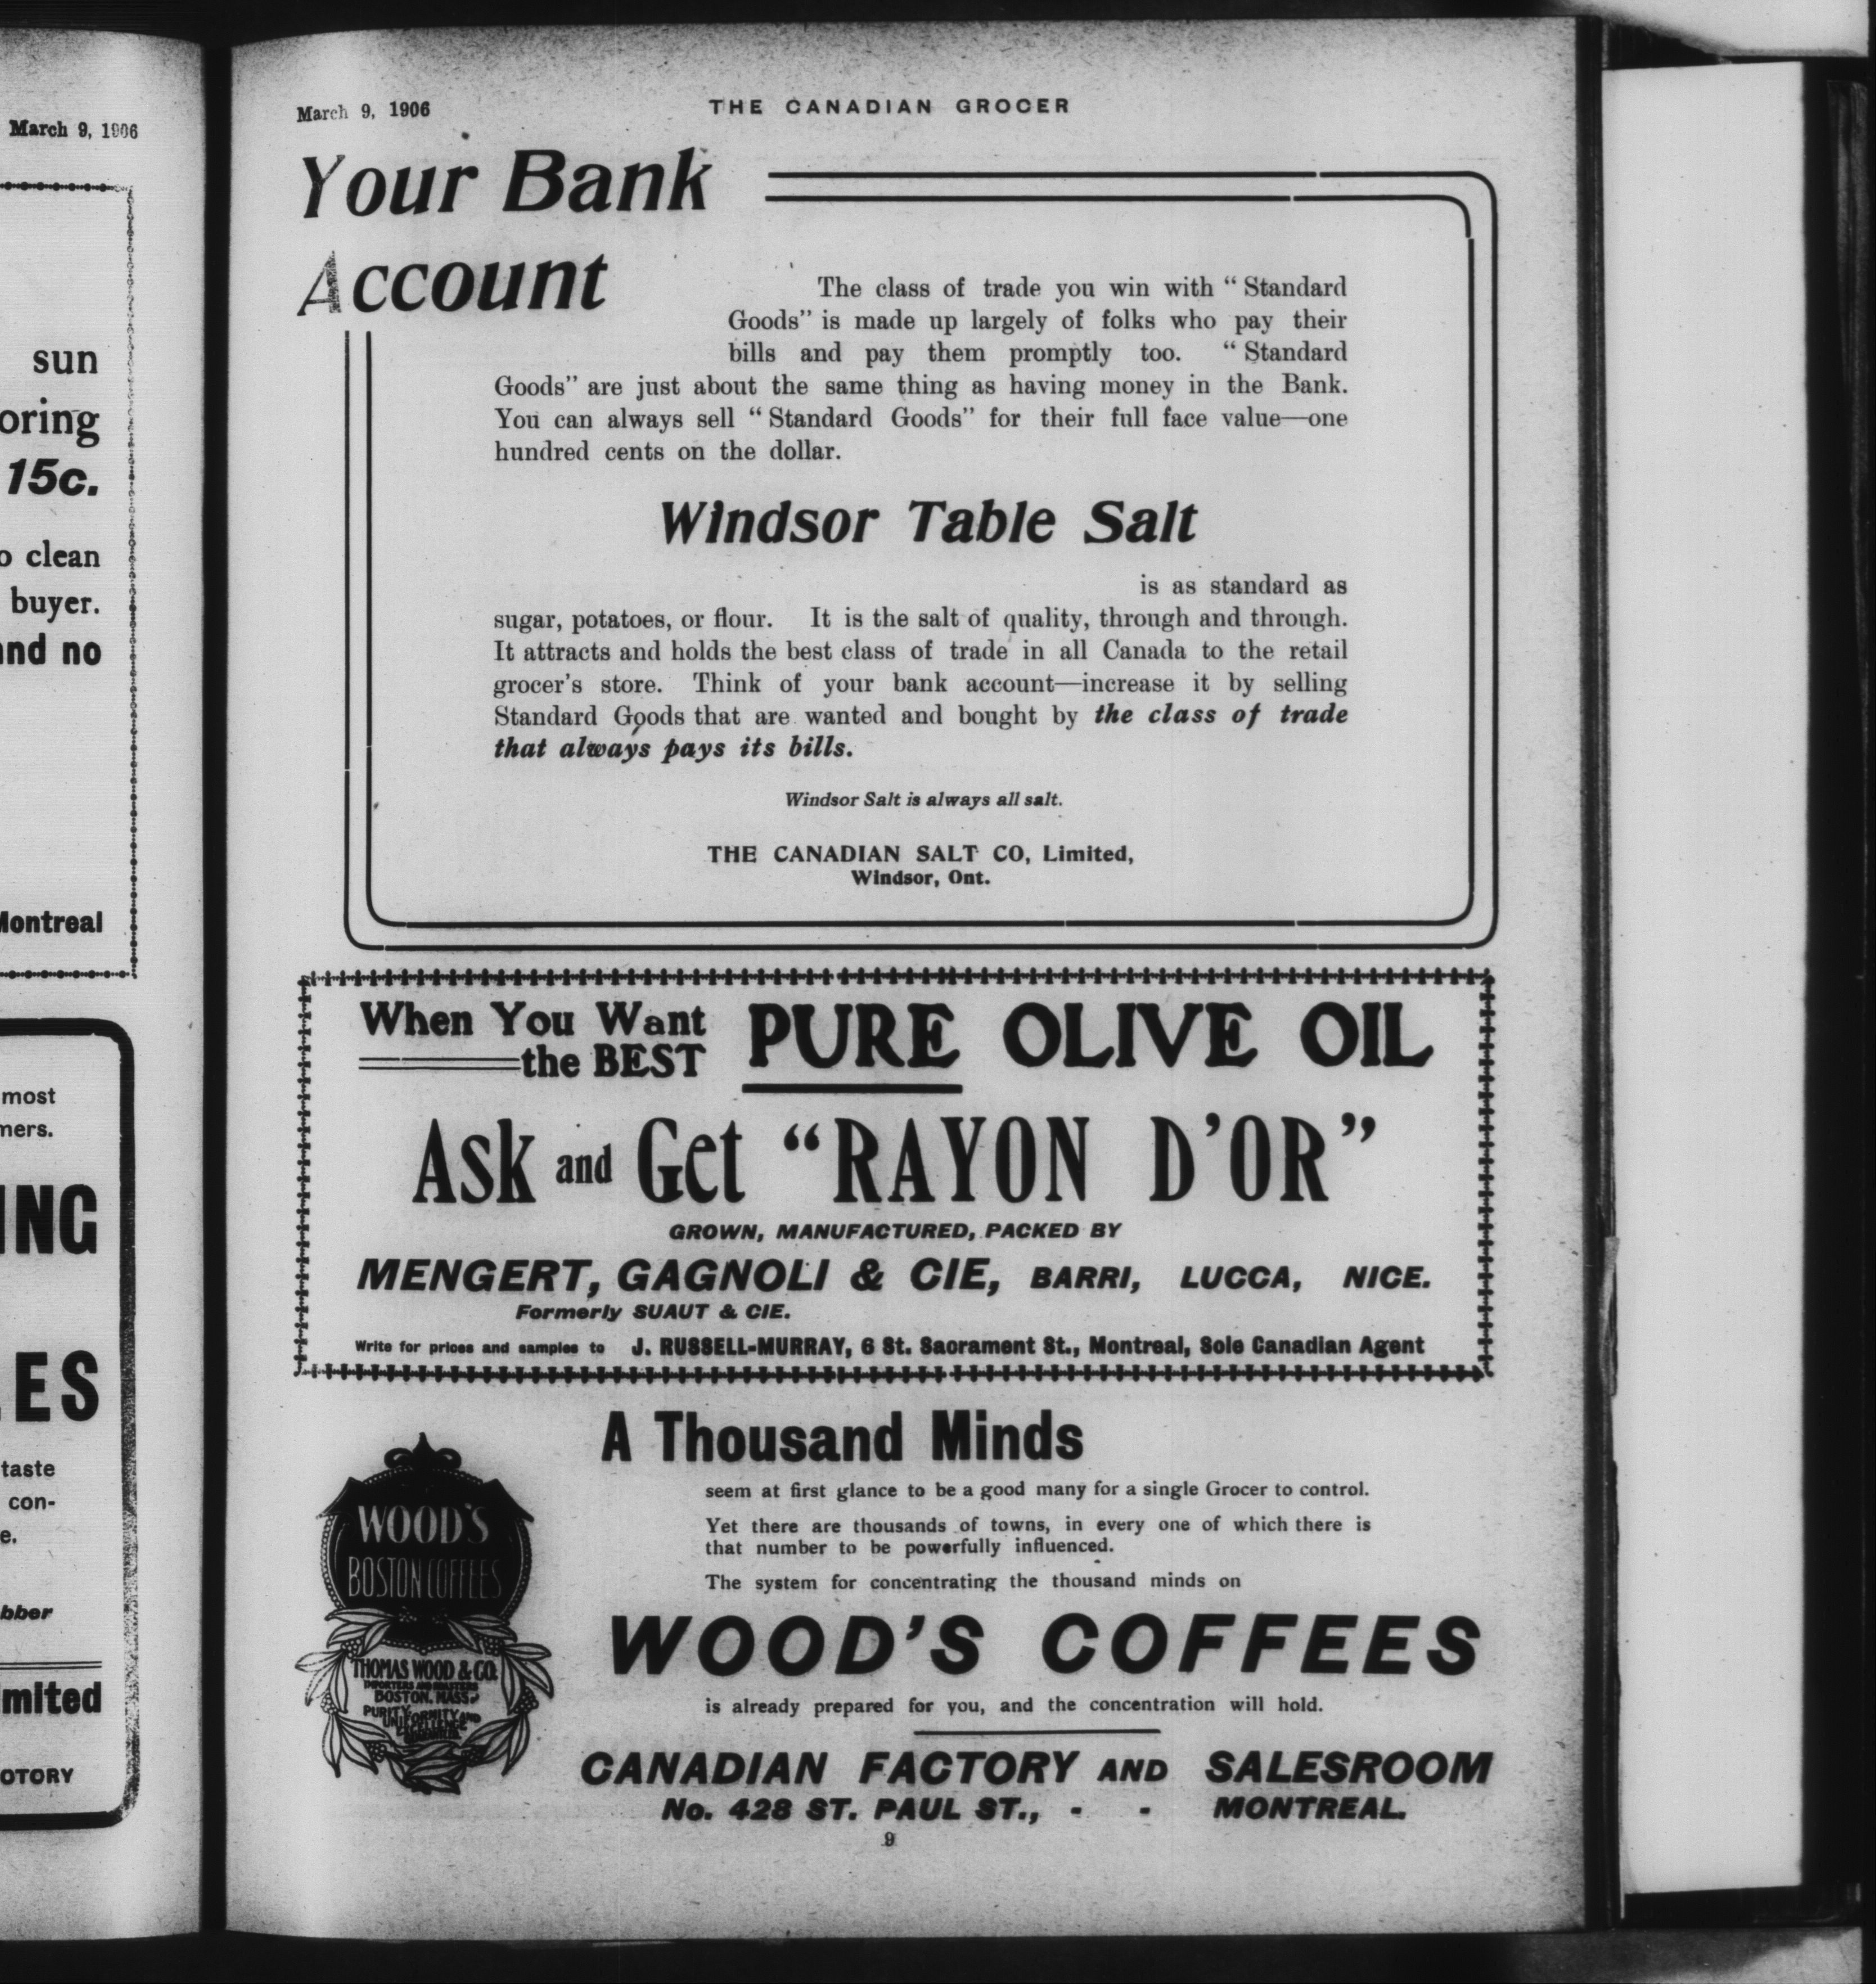 March 9, 1906
sun
oring
15c.
o clean
buyer.
and no
Montreal
most
mers.
ING
ES
taste
con-
e.
bber
mited
OTORY
March 9, 1906
THE CANADIAN GROCER
Your Bank
Account
The class of trade you win with "Standard
Goods" is made up largely of folks who pay their
bills and pay them promptly too. "Standard
Goods" are just about the same thing as having money in the Bank.
You can always sell "Standard Goods" for their full face value—one
hundred cents on the dollar.
Windsor Table Salt
is as standard as
sugar, potatoes, or flour. It is the salt of quality, through and through.
It attracts and holds the best class of trade in all Canada to the retail
grocer's store. Think of your bank account—increase it by selling
Standard Goods that are wanted and bought by the class of trade
that always pays its bills.
Windsor Salt is always all salt.
THE CANADIAN SALT CO, Limited,
Windsor, Ont.
When You Want
the BEST
PURE OLIVE OIL
Ask and Get "RAYON D'OR"
GROWN, MANUFACTURED, PACKED BY
MENGERT, GAGNOLI & CIE, BARRI, LUCCA, NICE.
Formerly SUAUT & CIE.
Write for prices and samples to J. RUSSELL-MURRAY, 6 St. Sacrament St., Montreal, Sole Canadian Agent
WOOD'S
BOSTON COFFEES
THOMAS WOOD & CO.
IMPORTERS AND ROASTERS
BOSTON, MASS.
PURITY
UNIFORMITY AND
A Thousand Minds
seem at first glance to be a good many for a single Grocer to control.
Yet there are thousands of towns, in every one of which there is
that number to be powerfully influenced.
The system for concentrating the thousand minds on
WOOD'S COFFEES
is already prepared for you, and the concentration will hold.
CANADIAN FACTORY AND SALESROOM
No. 428 ST. PAUL ST., - - MONTREAL.
9